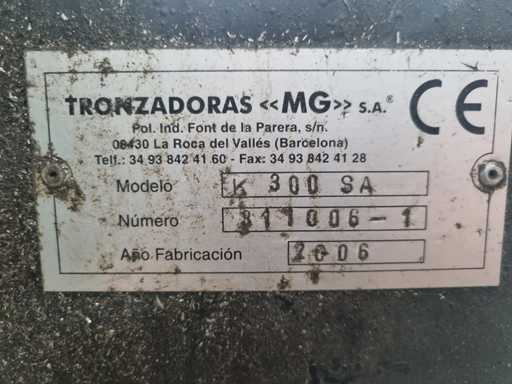 TRONZADORAS «MG» S.A.®
Pol. Ind. Font de la Parera, s/n.
08430 La Roca del Vallés (Barcelona)
Telf.: 34 93 842 41 60 - Fax: 34 93 842 41 28
Modelo K 300 SA
Número 811006-1
Año Fabricación 2006
CE